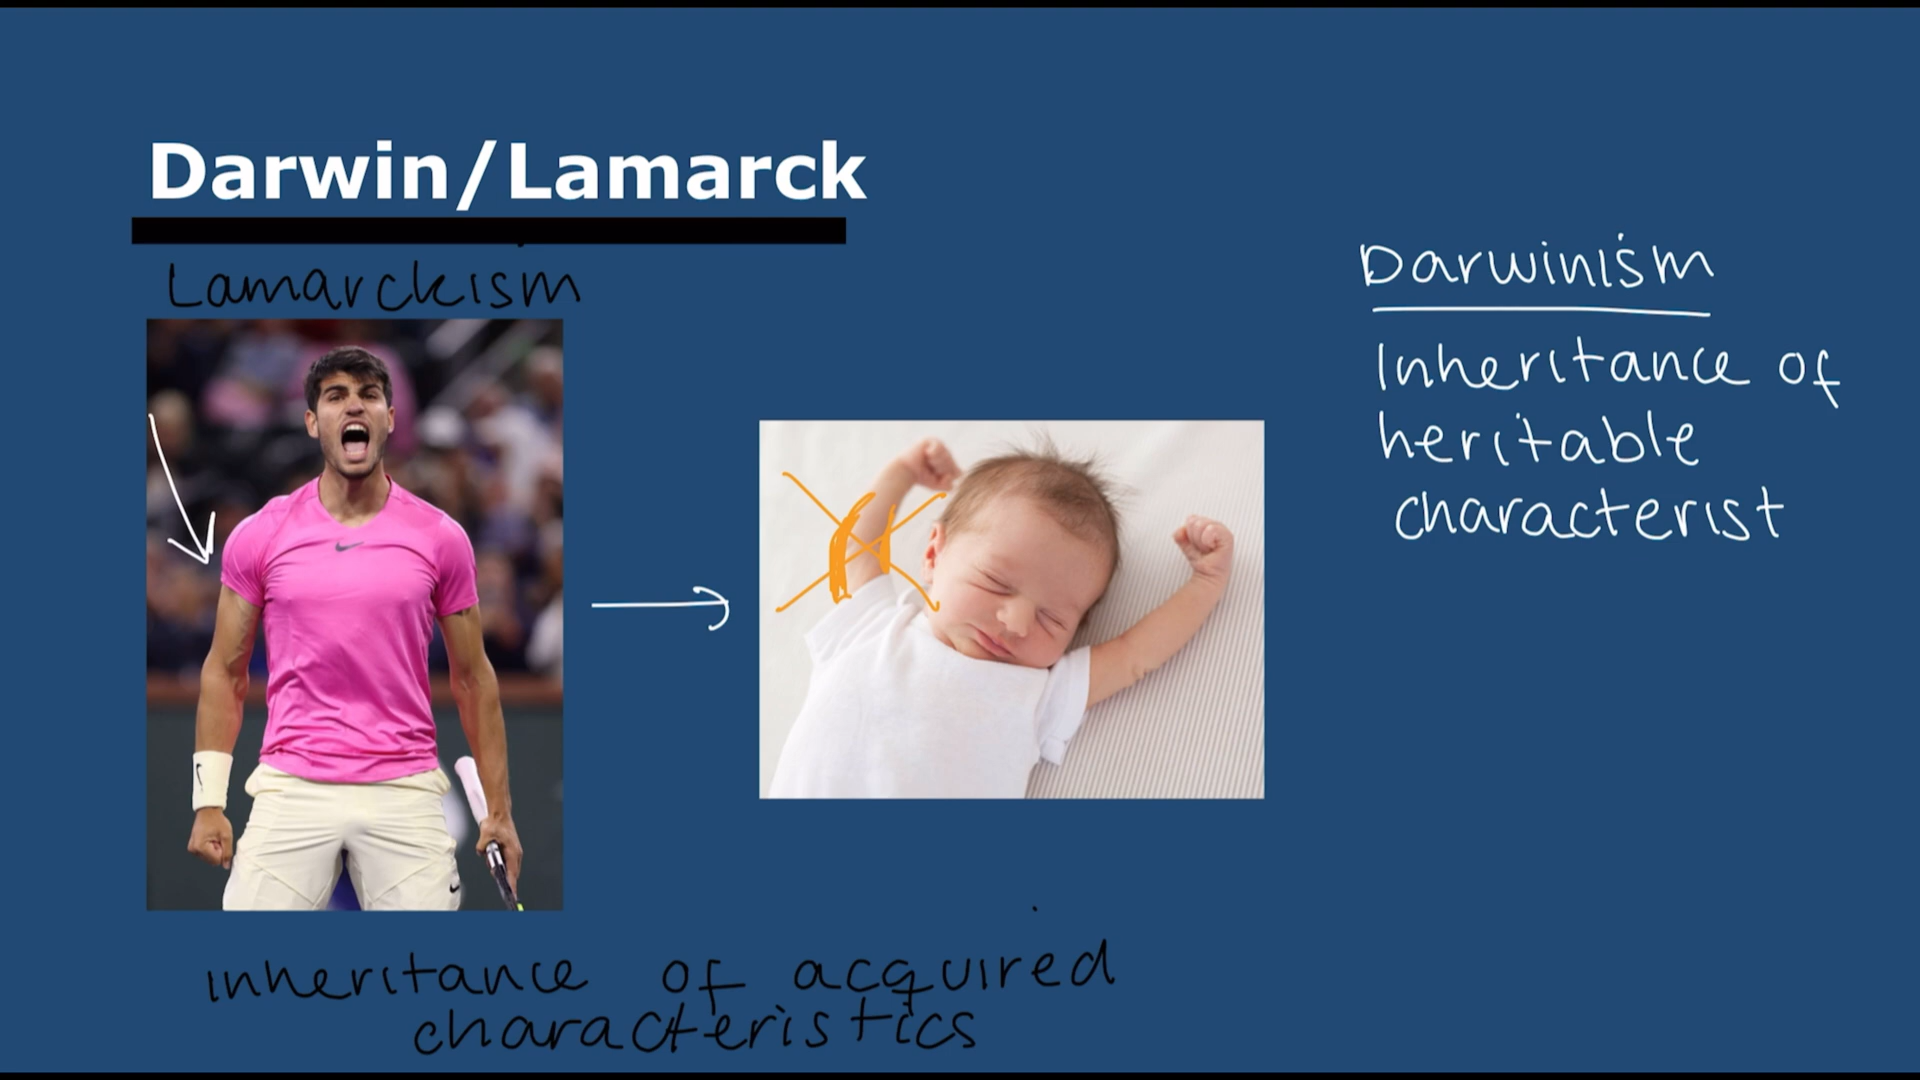 Darwin/Lamarck
Lamarckism
inheritance of acquired
characteristics
Darwinism
Inheritance of
heritable
characterist